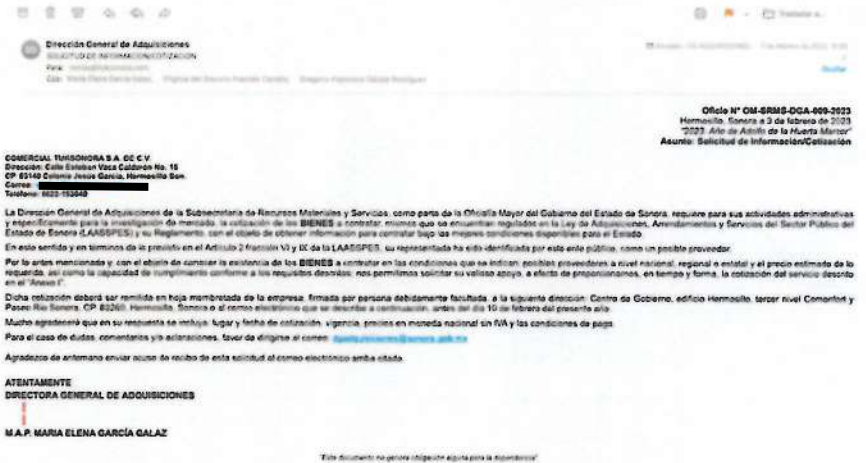 Dirección General de Adquisiciones
SOLICITUD DE INFORMACIÓN/COTIZACIÓN
Para:
Cc: María Elena García Galaz;
Ocultar
Oficio N° OM-SRMS-DGA-009-2023
Hermosillo, Sonora a 3 de febrero de 2023
"2023: Año de Adolfo de la Huerta Marcor"
Asunto: Solicitud de Información/Cotización
COMERCIAL TUMSONORA S.A. DE C.V.
Dirección: Calle Esteban Vaca Calderón No. 15
CP 83140 Colonia Jesús García, Hermosillo Son.
Correo:
Teléfono: 6622-153040
La Dirección General de Adquisiciones de la Subsecretaría de Recursos Materiales y Servicios, como parte de la Oficialía Mayor del Gobierno del Estado de Sonora, requiere para sus actividades administrativas
y específicamente para la investigación de mercado, la cotización de los BIENES a contratar, mismos que se encuentran regulados en la Ley de Adquisiciones, Arrendamientos y Servicios del Sector Público del
Estado de Sonora (LAASSPES) y su Reglamento, con el objeto de obtener información para contratar bajo las mejores condiciones disponibles para el Estado.
En este sentido y en términos de lo previsto en el Artículo 2 fracción VI y IX de la LAASSPES, su representada ha sido identificada por este ente público, como un posible proveedor.
Por lo antes mencionado y, con el objeto de conocer la existencia de los BIENES a contratar en las condiciones que se indican, posibles proveedores a nivel nacional, regional o estatal y el precio estimado de lo
requerido, así como la capacidad de cumplimiento conforme a los requisitos descritos, nos permitimos solicitar su valioso apoyo, a efecto de proporcionarnos, en tiempo y forma, la cotización del servicio descrito
en el "Anexo I".
Dicha cotización deberá ser remitida en hoja membretada de la empresa, firmada por persona debidamente facultada, a la siguiente dirección: Centro de Gobierno, edificio Hermosillo, tercer nivel Comonfort y
Paseo Río Sonora, CP. 83260, Hermosillo, Sonora o al correo electrónico que se describe a continuación, antes del día 10 de febrero del presente año.
Mucho agradeceré que en su respuesta se incluya: lugar y fecha de cotización, vigencia, precios en moneda nacional sin IVA y las condiciones de pago.
Para el caso de dudas, comentarios y/o aclaraciones, favor de dirigirse al correo:
Agradezco de antemano enviar acuse de recibo de esta solicitud al correo electrónico arriba citado.
ATENTAMENTE
DIRECTORA GENERAL DE ADQUISICIONES
M.A.P. MARIA ELENA GARCÍA GALAZ
"Este documento no genera obligación alguna para la dependencia"